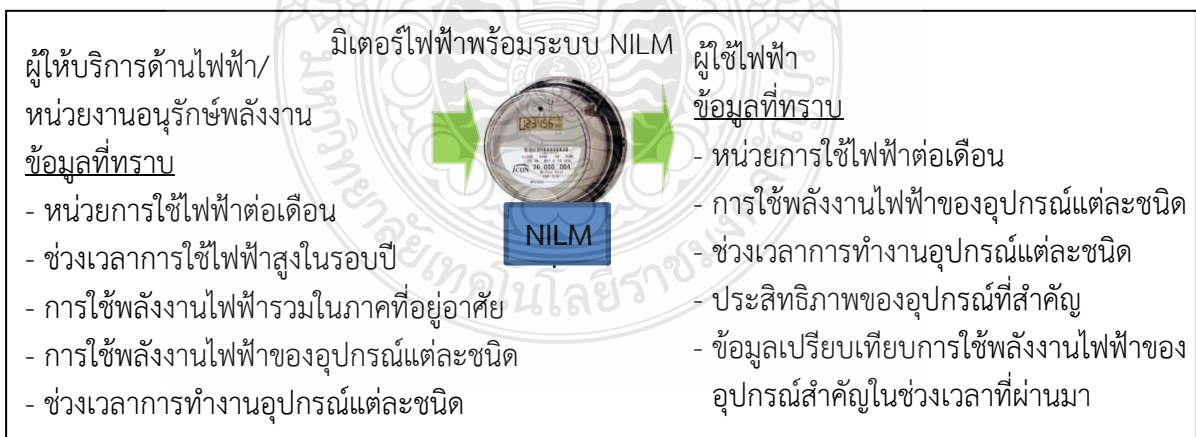 มิเตอร์ไฟฟ้าพร้อมระบบ NILM
ผู้ให้บริการด้านไฟฟ้า/
หน่วยงานอนุรักษ์พลังงาน
ข้อมูลที่ทราบ
- หน่วยการใช้ไฟฟ้าต่อเดือน
- ช่วงเวลาการใช้ไฟฟ้าสูงในรอบปี
- การใช้พลังงานไฟฟ้ารวมในภาคที่อยู่อาศัย
- การใช้พลังงานไฟฟ้าของอุปกรณ์แต่ละชนิด
- ช่วงเวลาการทำงานอุปกรณ์แต่ละชนิด
NILM
ผู้ใช้ไฟฟ้า
ข้อมูลที่ทราบ
- หน่วยการใช้ไฟฟ้าต่อเดือน
- การใช้พลังงานไฟฟ้าของอุปกรณ์แต่ละชนิด
- ช่วงเวลาการทำงานอุปกรณ์แต่ละชนิด
- ประสิทธิภาพของอุปกรณ์ที่สำคัญ
- ข้อมูลเปรียบเทียบการใช้พลังงานไฟฟ้าของ
อุปกรณ์สำคัญในช่วงเวลาที่ผ่านมา